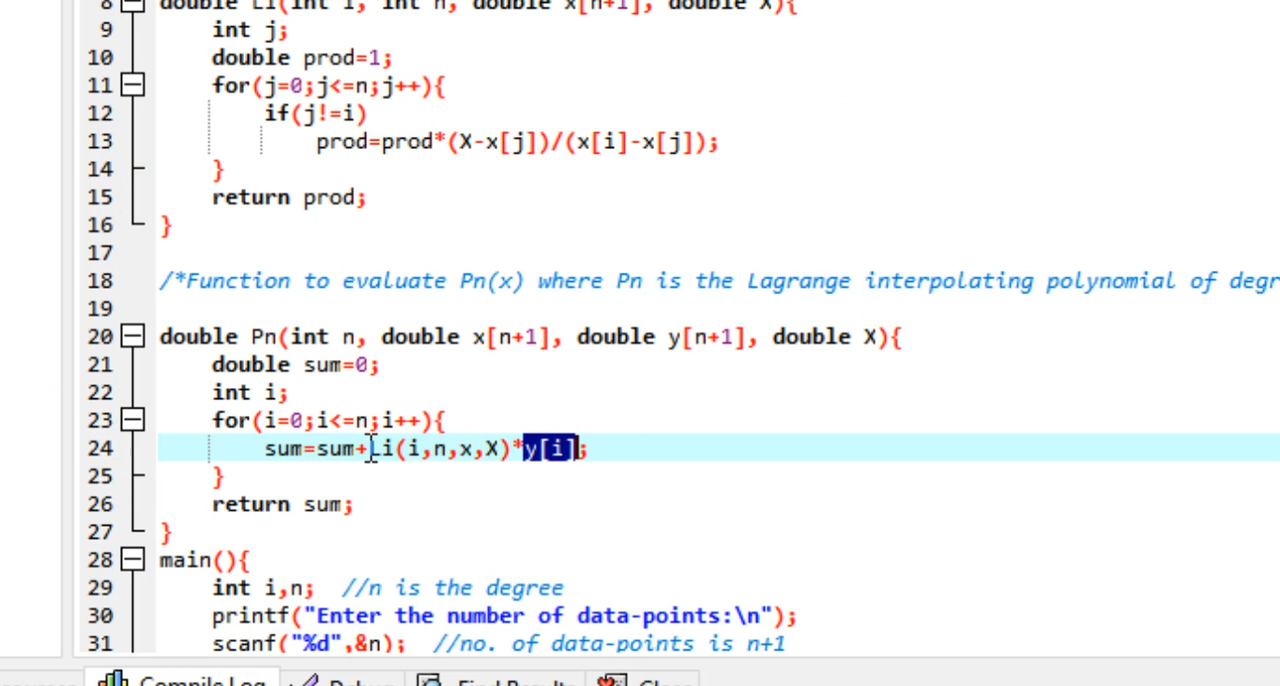 8 double Li(int i, int n, double x[n+1], double X){
9 int j;
10 double prod=1;
11 for(j=0;j<=n;j++){
12 if(j!=i)
13 prod=prod*(X-x[j])/(x[i]-x[j]);
14 }
15 return prod;
16 }
17
18 /*Function to evaluate Pn(x) where Pn is the Lagrange interpolating polynomial of degr
19
20 double Pn(int n, double x[n+1], double y[n+1], double X){
21 double sum=0;
22 int i;
23 for(i=0;i<=n;i++){
24 sum=sum+Li(i,n,x,X)*y[i];
25 }
26 return sum;
27 }
28 main(){
29 int i,n; //n is the degree
30 printf("Enter the number of data-points:\n");
31 scanf("%d",&n); //no. of data-points is n+1
Compile Log Debug Find Results Close